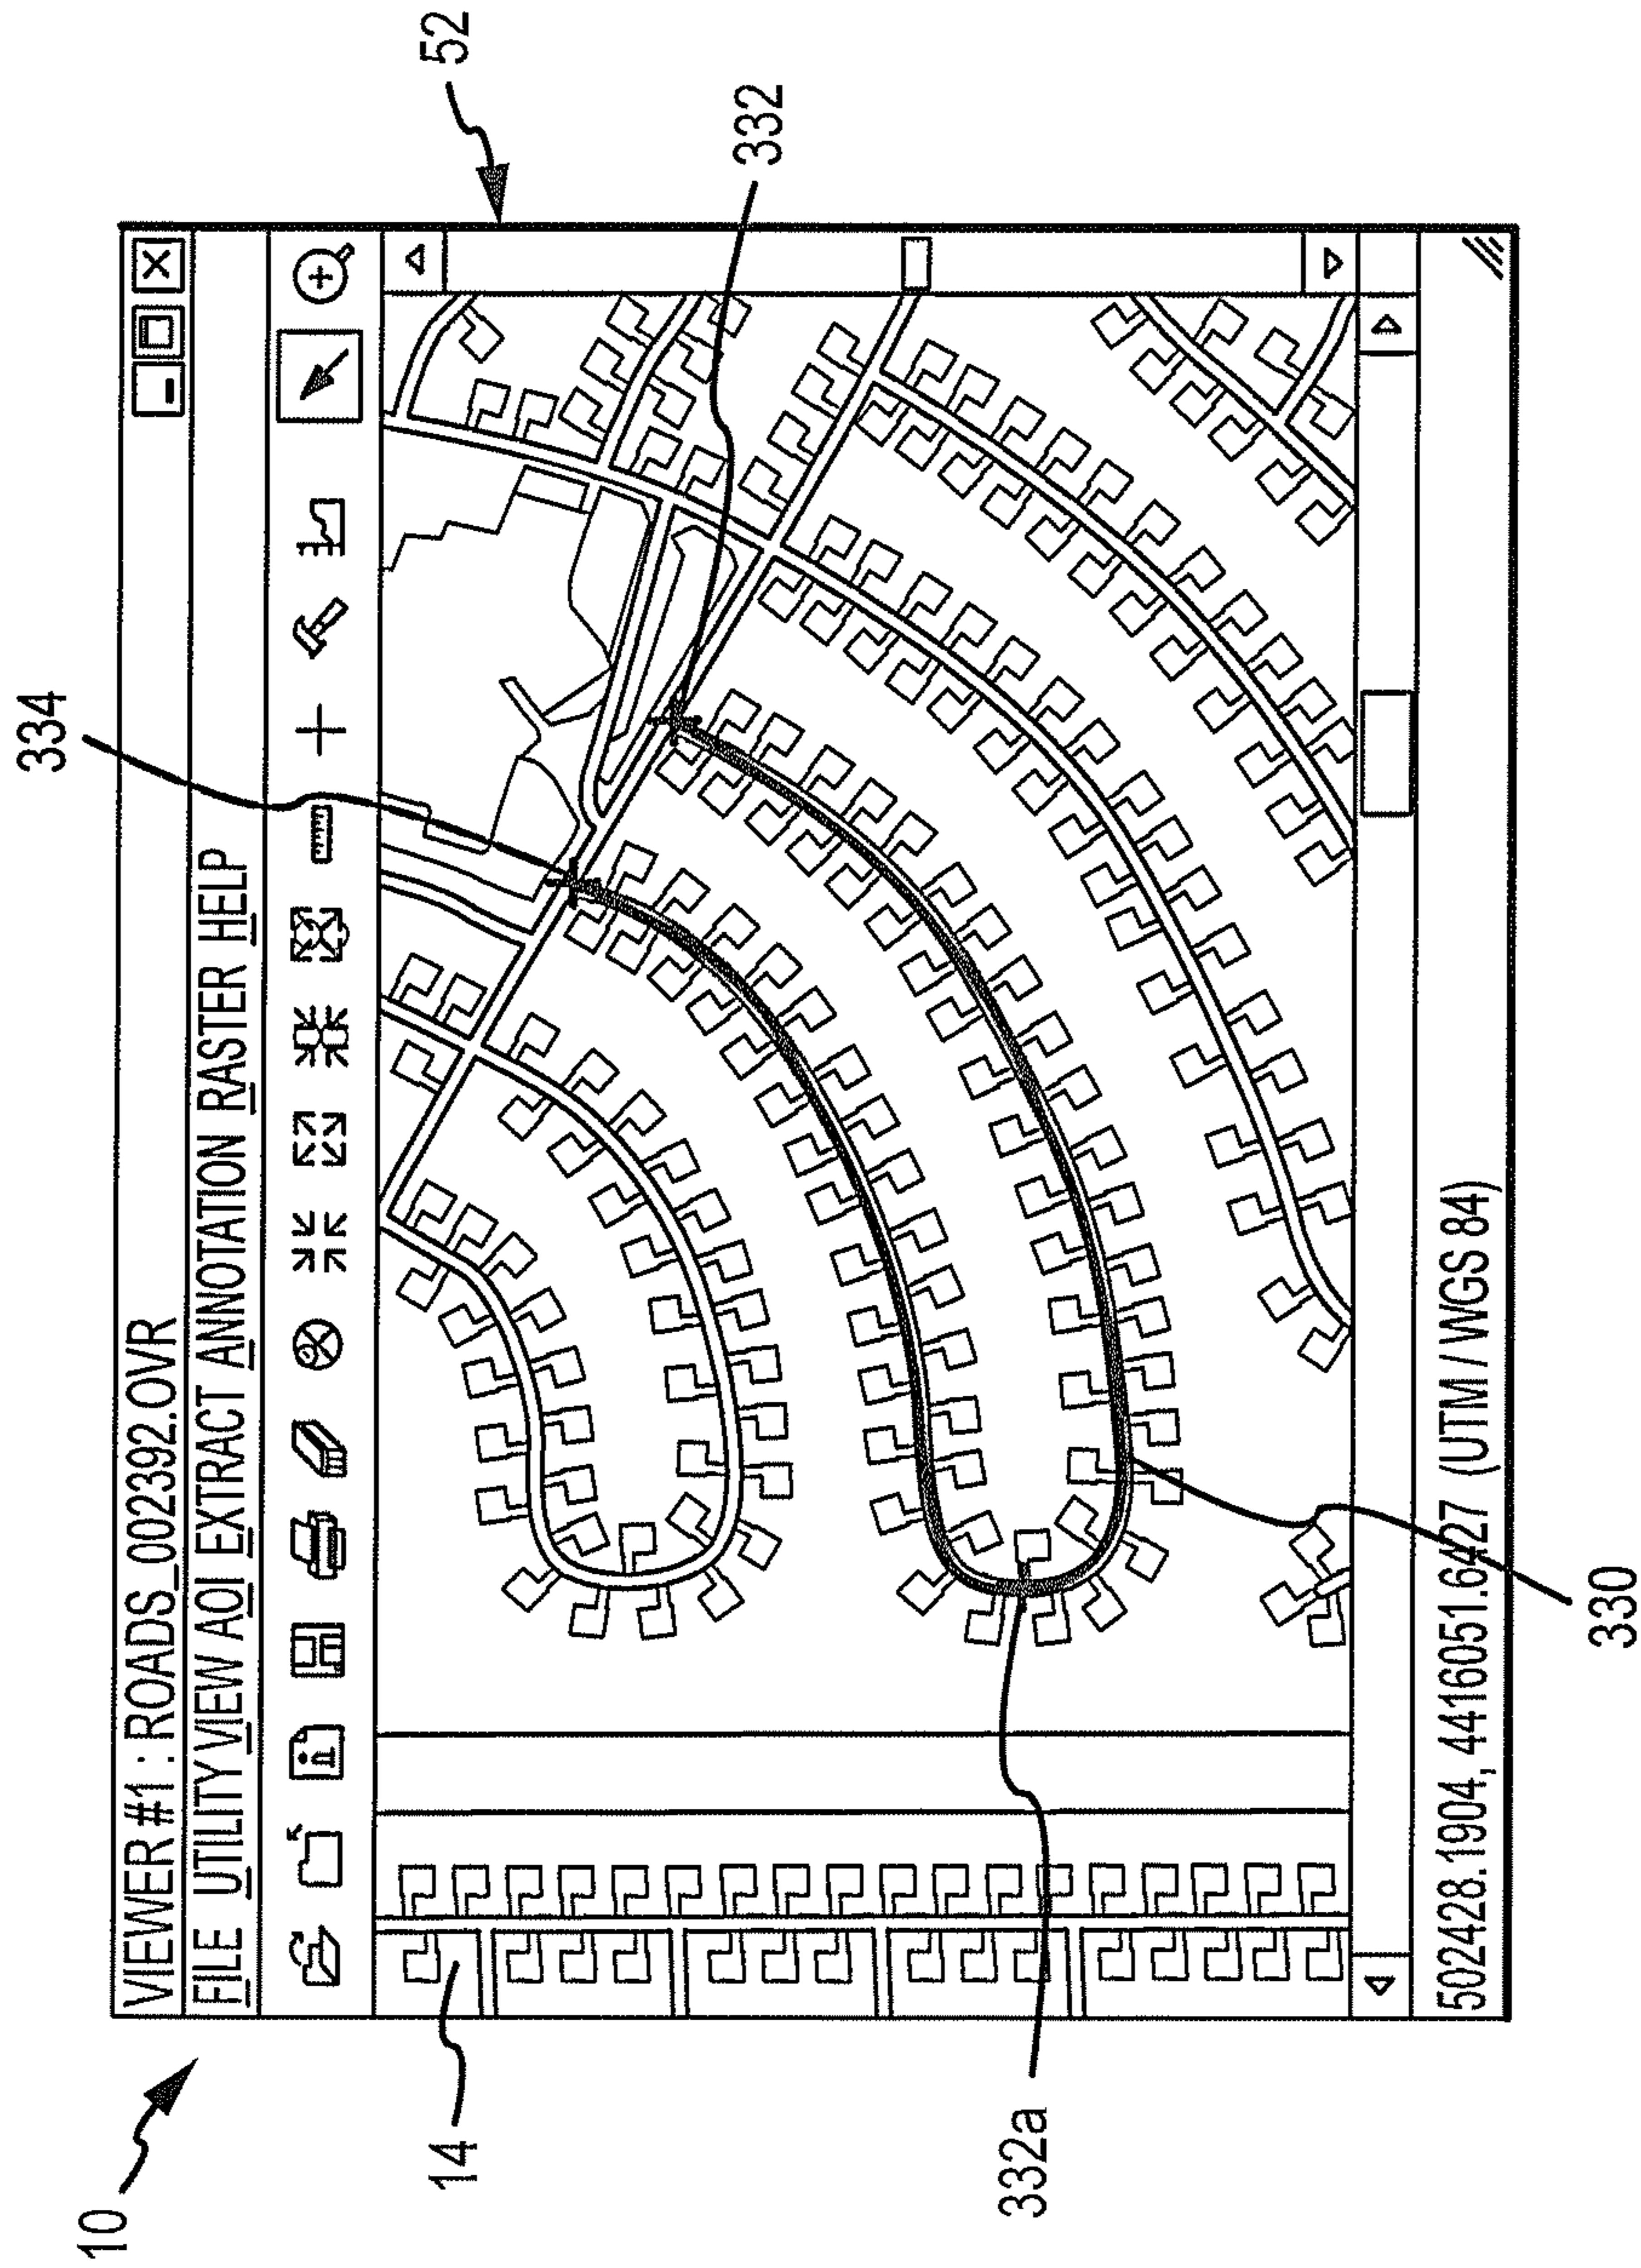 10
52
VIEWER #1 : ROADS_002392.OVR
FILE UTILITY VIEW AOI EXTRACT ANNOTATION RASTER HELP
334
332
14
332a
330
502428.1904, 4416051.6427 (UTM / WGS 84)